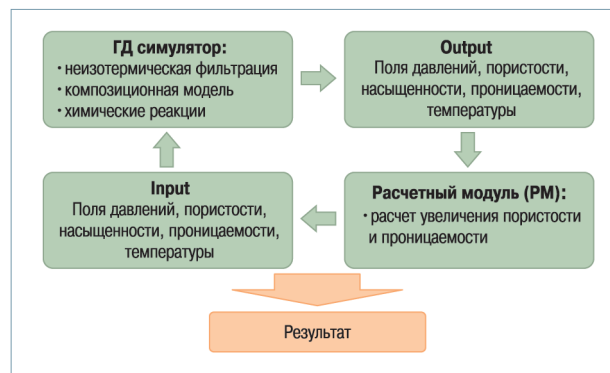 ГД симулятор:
· неизотермическая фильтрация
· композиционная модель
· химические реакции
Output
Поля давлений, пористости,
насыщенности, проницаемости,
температуры
Input
Поля давлений, пористости,
насыщенности, проницаемости,
температуры
Расчетный модуль (РМ):
· расчет увеличения пористости
и проницаемости
Результат